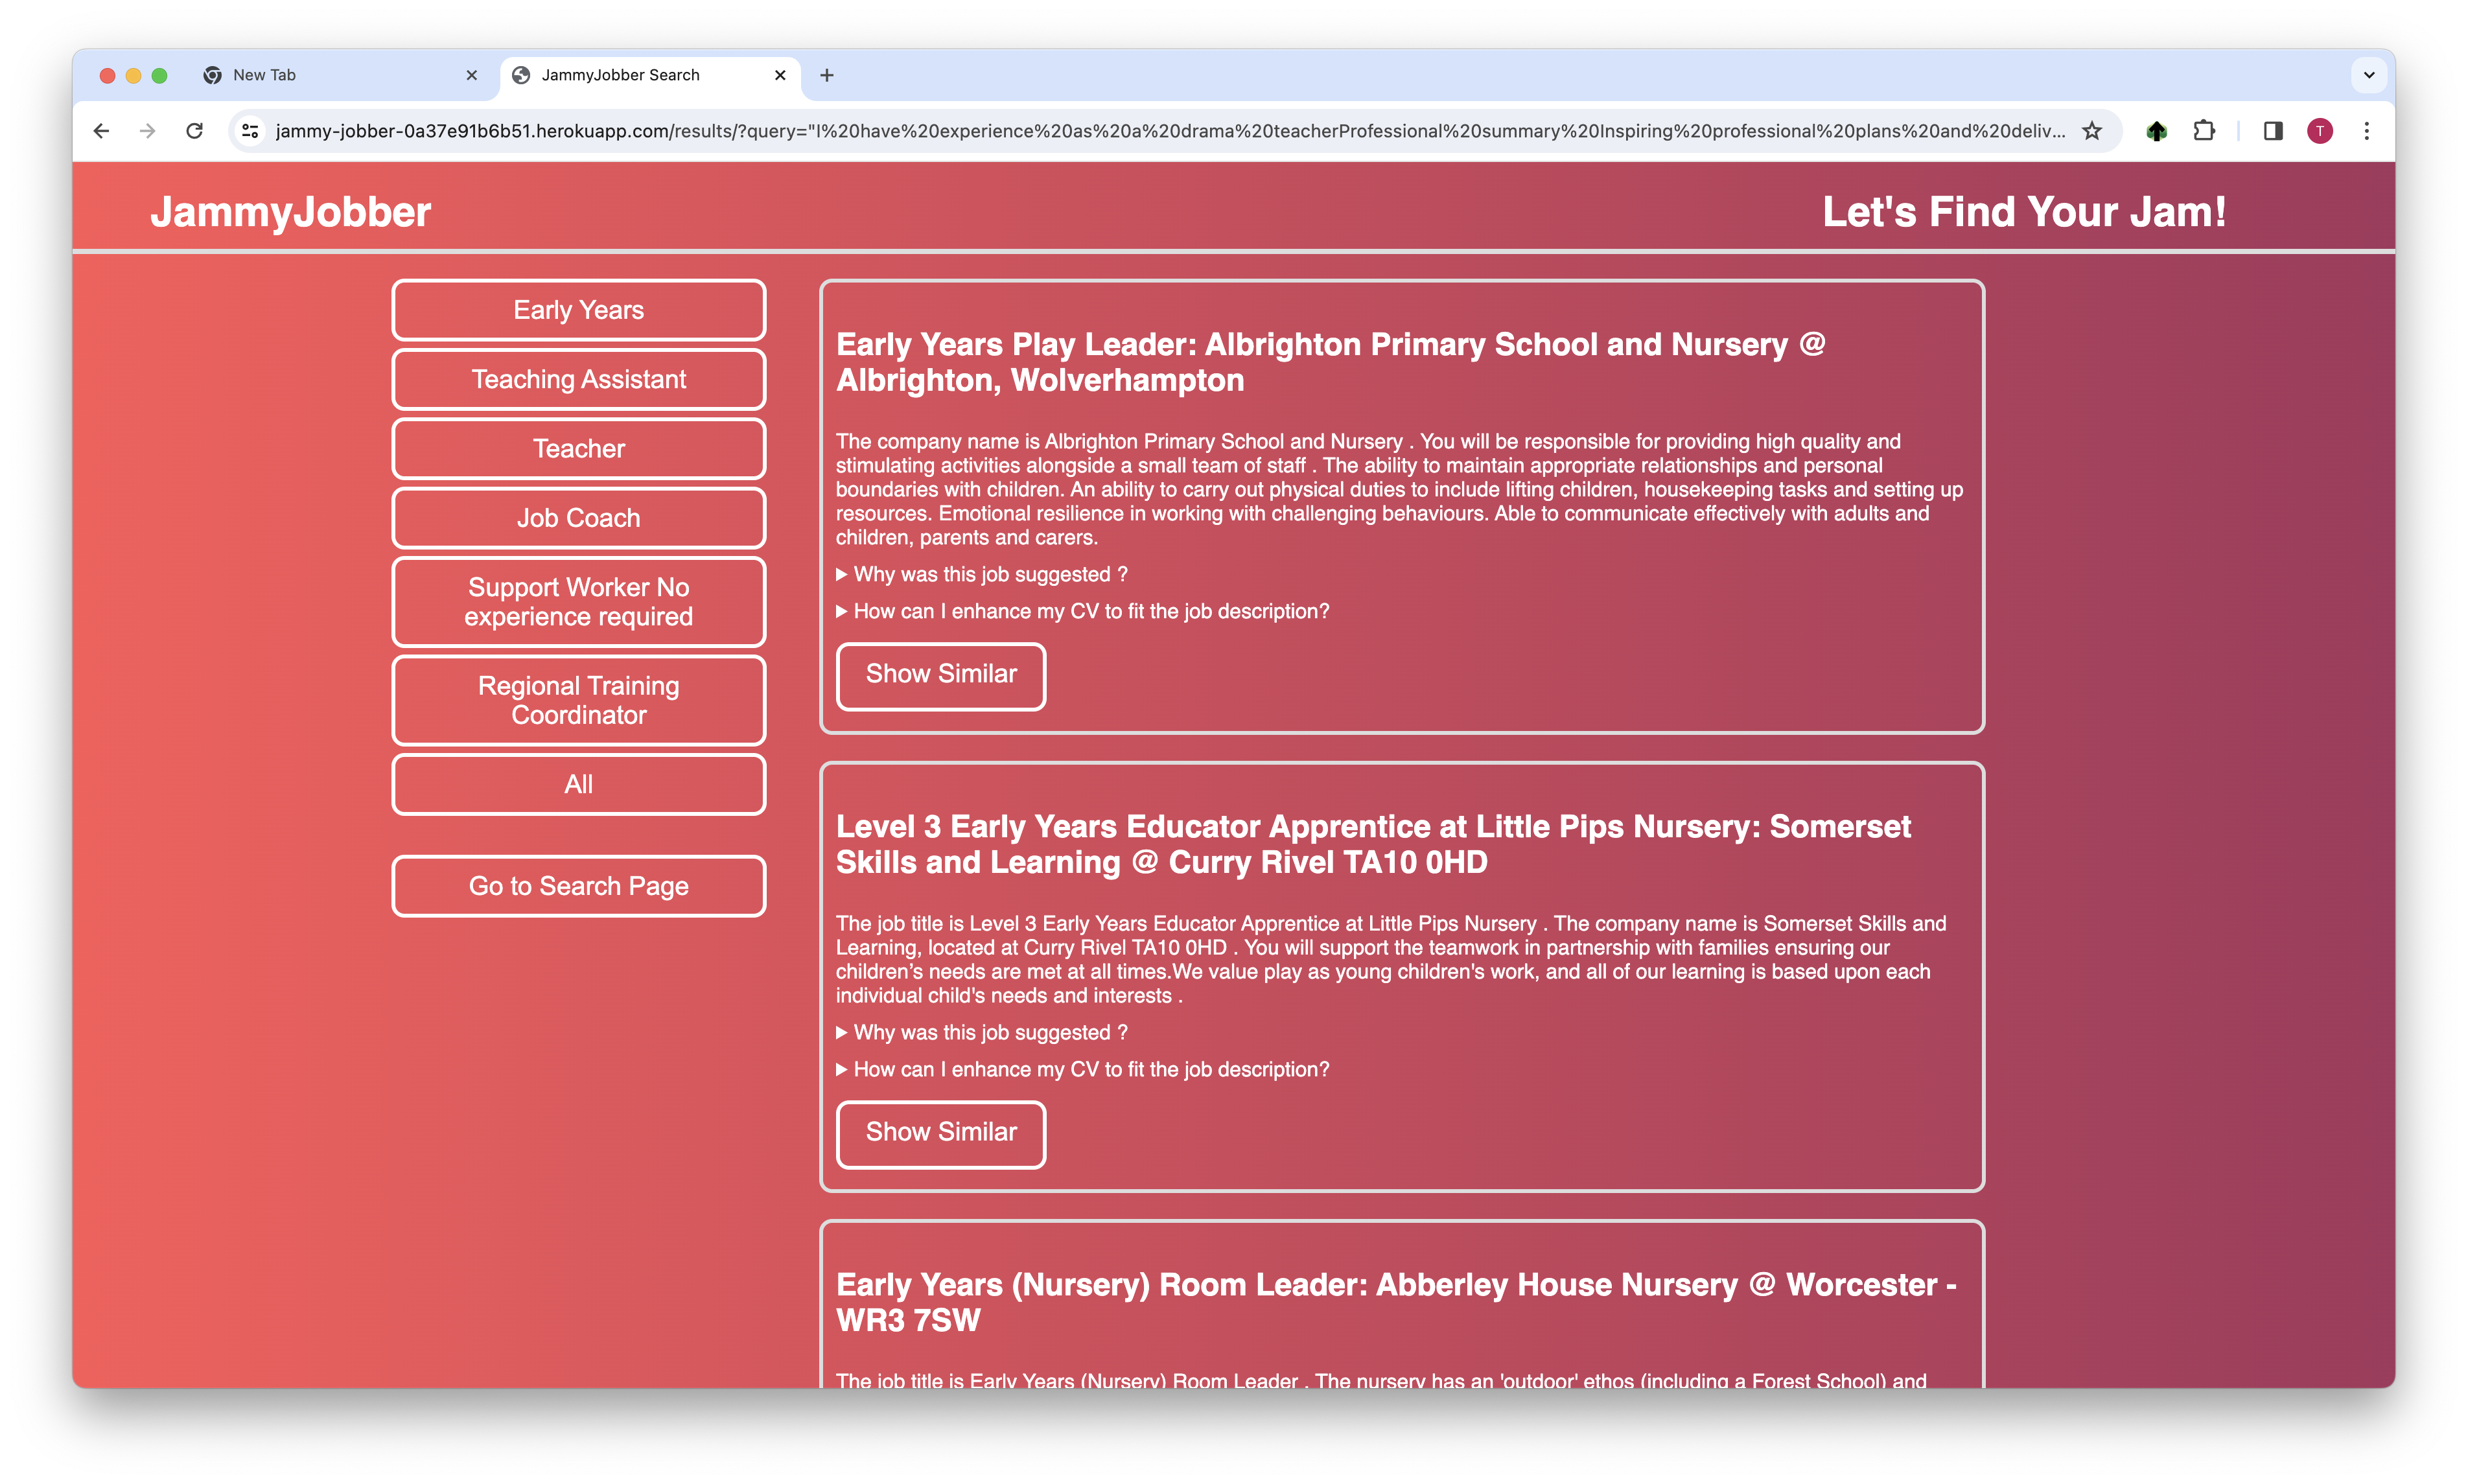 New Tab
JammyJobber Search
jammy-jobber-0a37e91b6b51.herokuapp.com/results/?query="I%20have%20experience%20as%20a%20drama%20teacherProfessional%20summary%20Inspiring%20professional%20plans%20and%20deliv...
T
JammyJobber
Let's Find Your Jam!
Early Years
Teaching Assistant
Teacher
Job Coach
Support Worker No
experience required
Regional Training
Coordinator
All
Go to Search Page
Early Years Play Leader: Albrighton Primary School and Nursery @
Albrighton, Wolverhampton
The company name is Albrighton Primary School and Nursery . You will be responsible for providing high quality and
stimulating activities alongside a small team of staff . The ability to maintain appropriate relationships and personal
boundaries with children. An ability to carry out physical duties to include lifting children, housekeeping tasks and setting up
resources. Emotional resilience in working with challenging behaviours. Able to communicate effectively with adults and
children, parents and carers.
Why was this job suggested ?
How can I enhance my CV to fit the job description?
Show Similar
Level 3 Early Years Educator Apprentice at Little Pips Nursery: Somerset
Skills and Learning @ Curry Rivel TA10 0HD
The job title is Level 3 Early Years Educator Apprentice at Little Pips Nursery . The company name is Somerset Skills and
Learning, located at Curry Rivel TA10 0HD . You will support the teamwork in partnership with families ensuring our
children’s needs are met at all times.We value play as young children's work, and all of our learning is based upon each
individual child's needs and interests .
Why was this job suggested ?
How can I enhance my CV to fit the job description?
Show Similar
Early Years (Nursery) Room Leader: Abberley House Nursery @ Worcester -
WR3 7SW
The job title is Early Years (Nursery) Room Leader . The nursery has an 'outdoor' ethos (including a Forest School) and